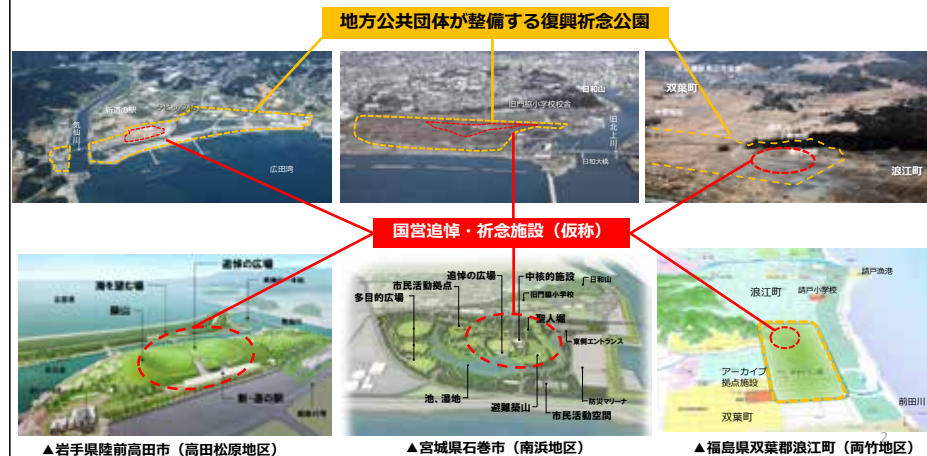 地方公共団体が整備する復興祈念公園
新道の駅
気仙川
広田湾
日和山
旧門脇小学校校舎
旧北上川
日和大橋
双葉町
浪江町
国営追悼・祈念施設（仮称）
追悼の広場
海を望む場
築山
新・道の駅
追悼の広場
中核的施設
日和山
市民活動拠点
旧門脇小学校
多目的広場
聖人堀
東側エントランス
池、湿地
避難築山
防災マリーナ
市民活動空間
請戸漁港
浪江町
請戸小学校
アーカイブ
拠点施設
双葉町
前田川
2
▲岩手県陸前高田市（高田松原地区）
▲宮城県石巻市（南浜地区）
▲福島県双葉郡浪江町（両竹地区）